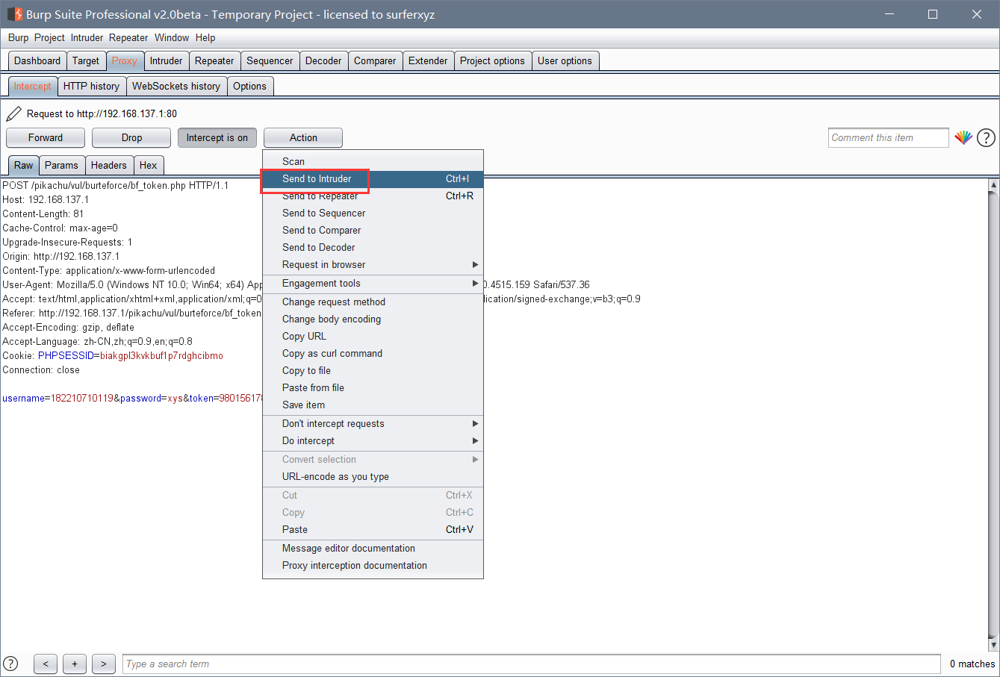 Burp Suite Professional v2.0beta - Temporary Project - licensed to surferxyz
Burp Project Intruder Repeater Window Help
Dashboard Target Proxy Intruder Repeater Sequencer Decoder Comparer Extender Project options User options
Intercept HTTP history WebSockets history Options
Request to http://192.168.137.1:80
Forward Drop Intercept is on Action Comment this item ?
Raw Params Headers Hex
POST /pikachu/vul/burteforce/bf_token.php HTTP/1.1
Host: 192.168.137.1
Content-Length: 81
Cache-Control: max-age=0
Upgrade-Insecure-Requests: 1
Origin: http://192.168.137.1
Content-Type: application/x-www-form-urlencoded
User-Agent: Mozilla/5.0 (Windows NT 10.0; Win64; x64) App 0.4515.159 Safari/537.36
Accept: text/html,application/xhtml+xml,application/xml;q=0 lication/signed-exchange;v=b3;q=0.9
Referer: http://192.168.137.1/pikachu/vul/burteforce/bf_token
Accept-Encoding: gzip, deflate
Accept-Language: zh-CN,zh;q=0.9,en;q=0.8
Cookie: PHPSESSID=biakgpl3kvkbuf1p7rdghcibmo
Connection: close
username=182210710119&password=xys&token=980156178
Scan
Send to Intruder Ctrl+I
Send to Repeater Ctrl+R
Send to Sequencer
Send to Comparer
Send to Decoder
Request in browser
Engagement tools
Change request method
Change body encoding
Copy URL
Copy as curl command
Copy to file
Paste from file
Save item
Don't intercept requests
Do intercept
Convert selection
URL-encode as you type
Cut Ctrl+X
Copy Ctrl+C
Paste Ctrl+V
Message editor documentation
Proxy interception documentation
? < + > Type a search term 0 matches